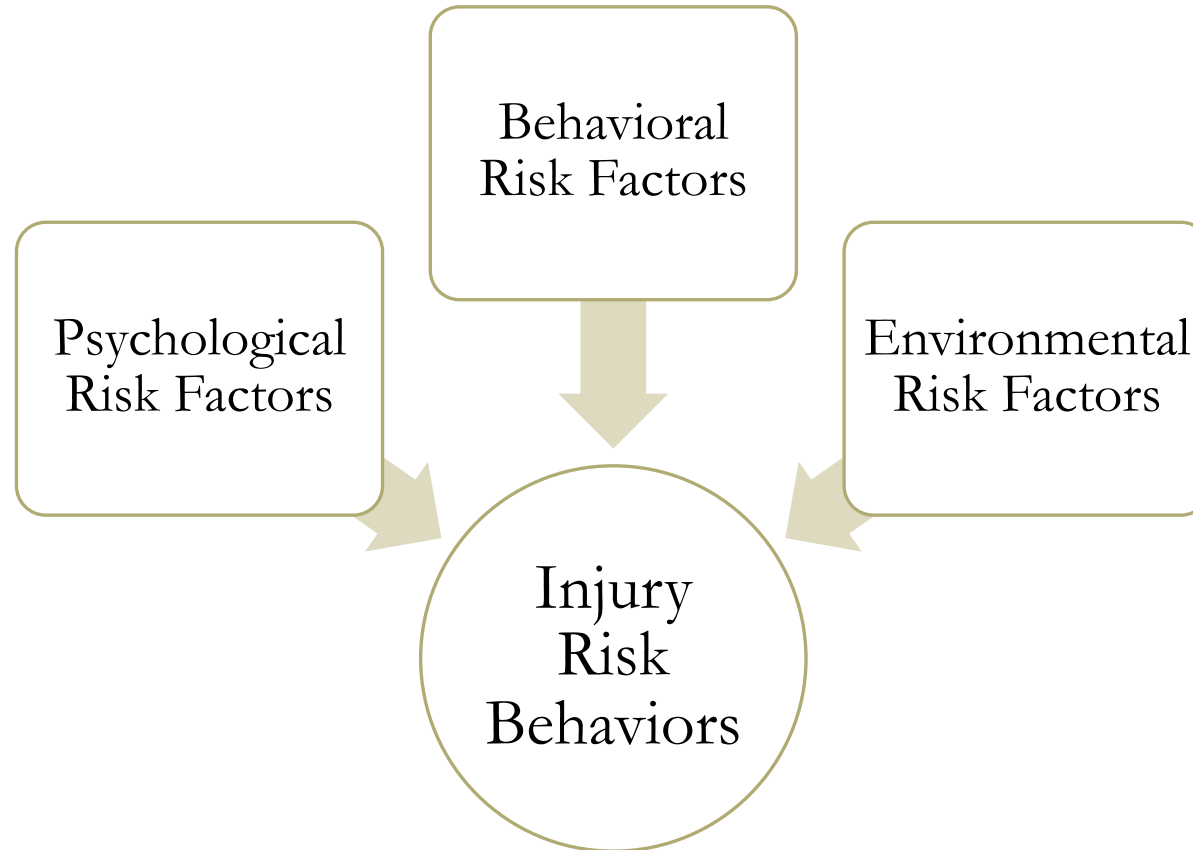 Behavioral
Risk Factors
Psychological
Risk Factors
Environmental
Risk Factors
Injury
Risk
Behaviors